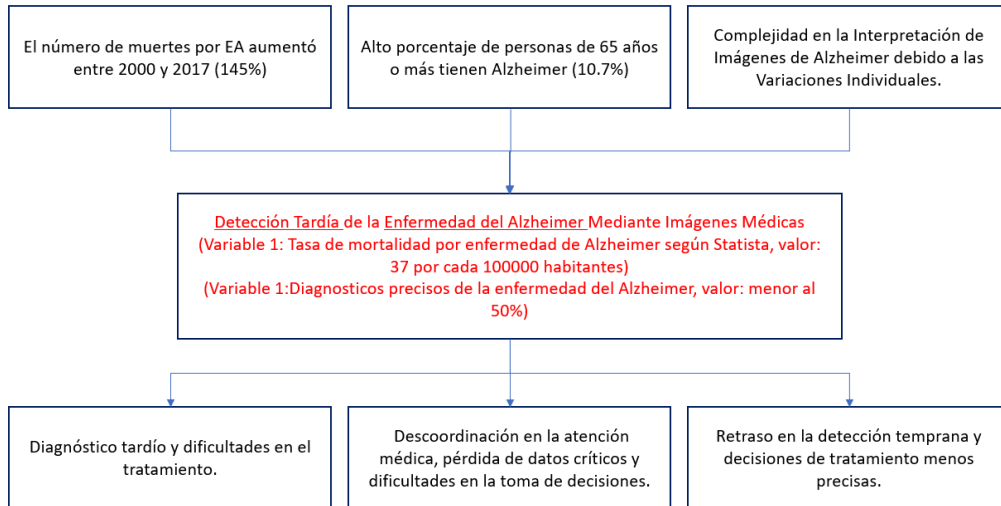 El número de muertes por EA aumentó
entre 2000 y 2017 (145%)
Alto porcentaje de personas de 65 años
o más tienen Alzheimer (10.7%)
Complejidad en la Interpretación de
Imágenes de Alzheimer debido a las
Variaciones Individuales.
Detección Tardía de la Enfermedad del Alzheimer Mediante Imágenes Médicas
(Variable 1: Tasa de mortalidad por enfermedad de Alzheimer según Statista, valor:
37 por cada 100000 habitantes)
(Variable 1:Diagnosticos precisos de la enfermedad del Alzheimer, valor: menor al
50%)
Diagnóstico tardío y dificultades en el
tratamiento.
Descoordinación en la atención
médica, pérdida de datos críticos y
dificultades en la toma de decisiones.
Retraso en la detección temprana y
decisiones de tratamiento menos
precisas.